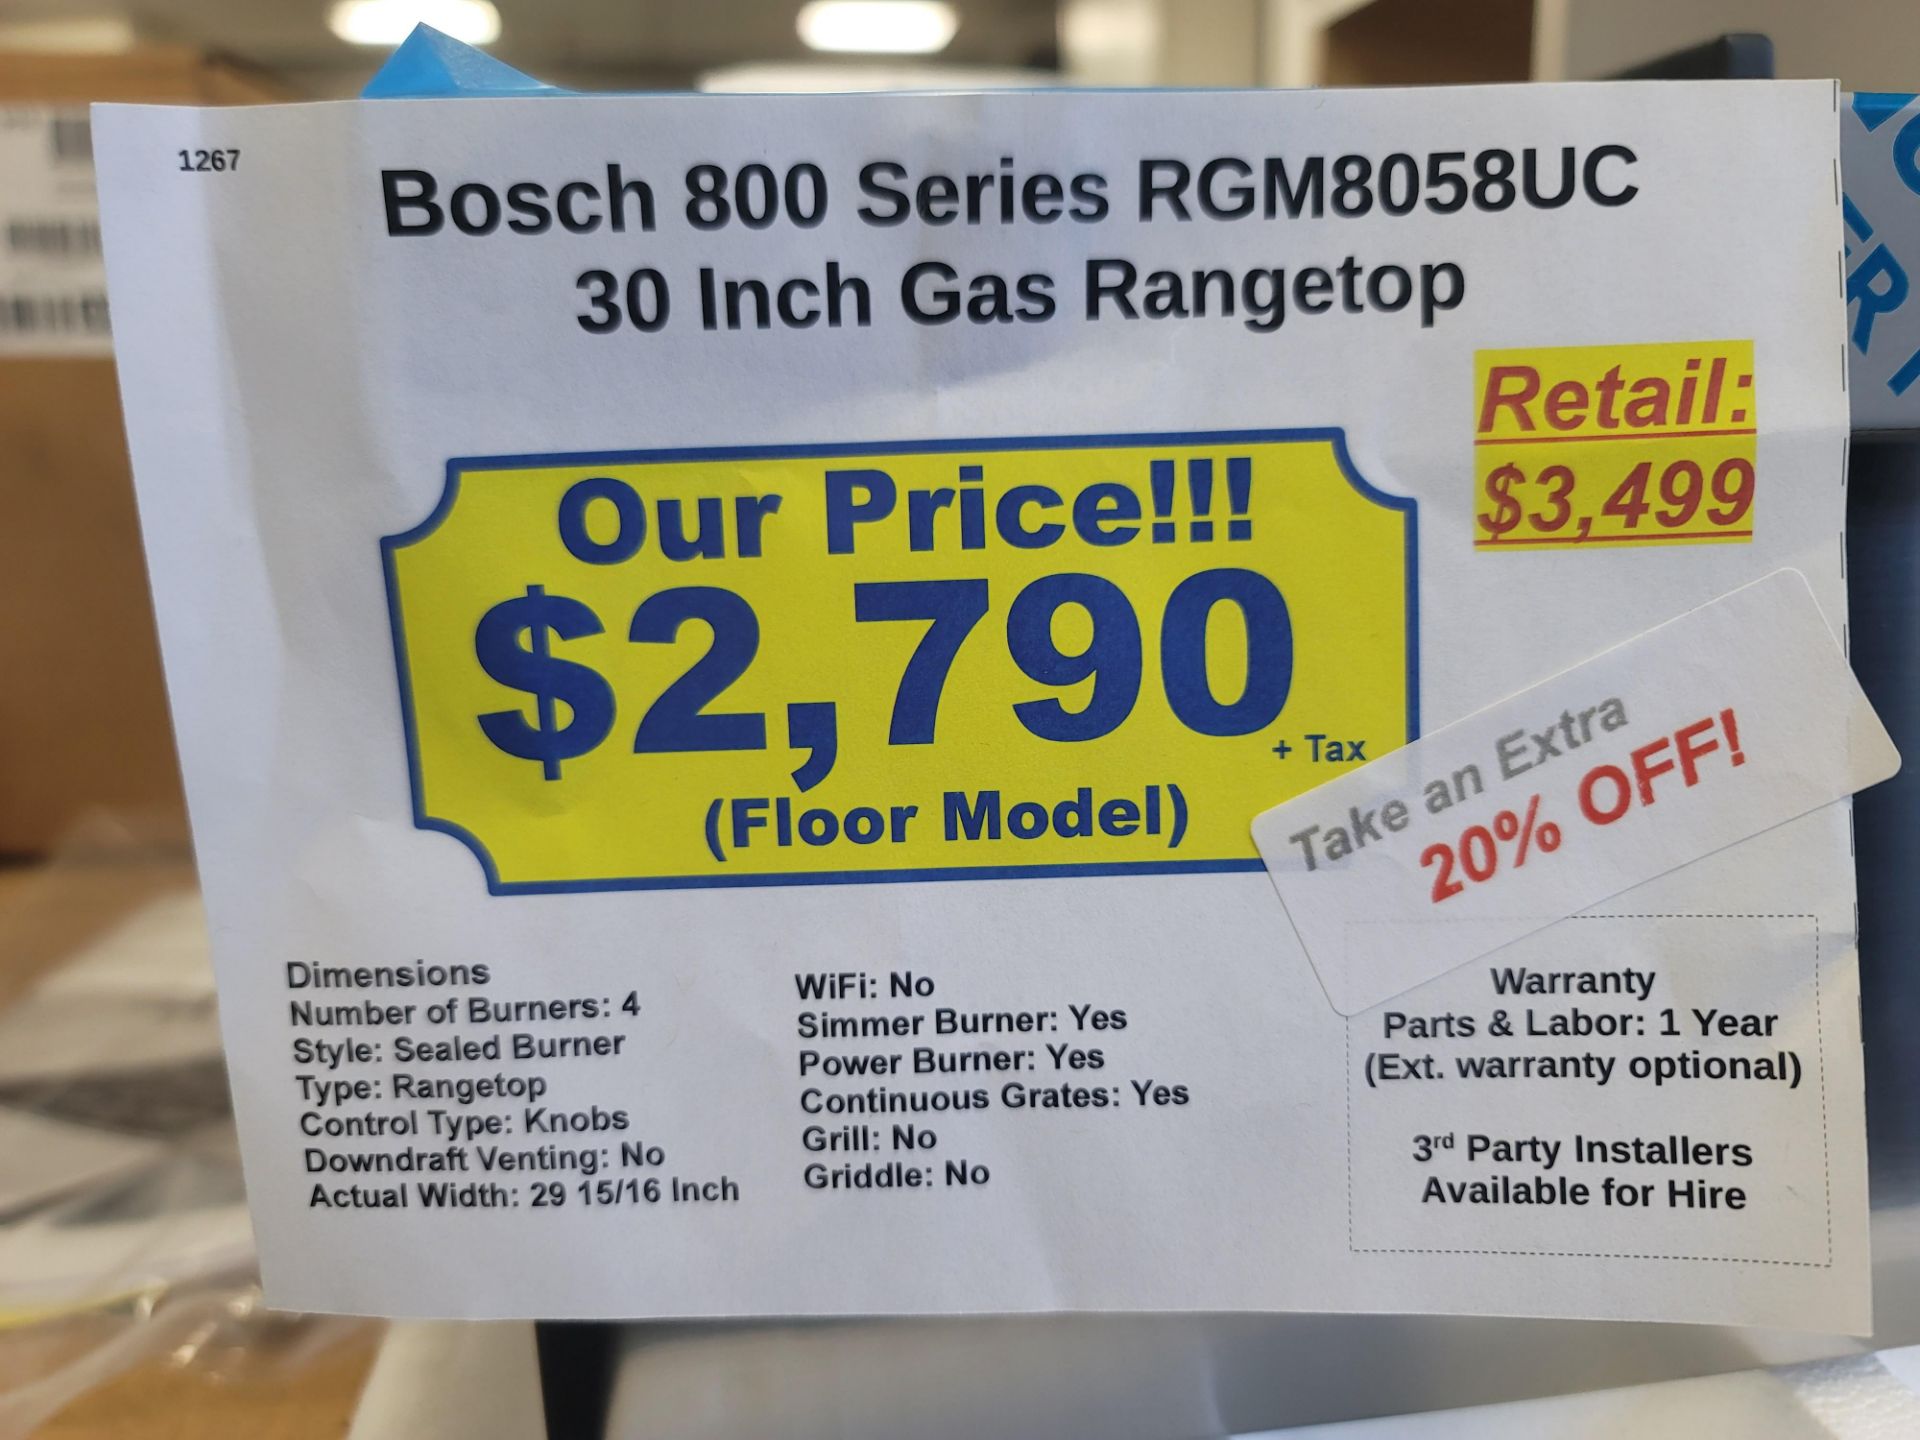 1267
Bosch 800 Series RGM8058UC
30 Inch Gas Rangetop
Retail:
$3,499
Our Price!!!
$2,790
+ Tax
(Floor Model)
Take an Extra
20% OFF!
Dimensions
Number of Burners: 4
Style: Sealed Burner
Type: Rangetop
Control Type: Knobs
Downdraft Venting: No
Actual Width: 29 15/16 Inch
WiFi: No
Simmer Burner: Yes
Power Burner: Yes
Continuous Grates: Yes
Grill: No
Griddle: No
Warranty
Parts & Labor: 1 Year
(Ext. warranty optional)
3rd Party Installers
Available for Hire